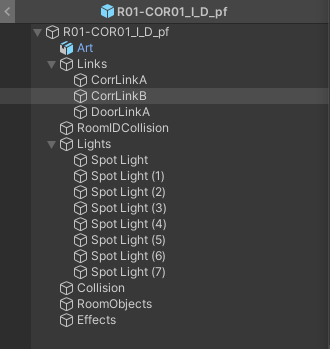 R01-COR01_I_D_pf
R01-COR01_I_D_pf
Art
Links
CorrLinkA
CorrLinkB
DoorLinkA
RoomIDCollision
Lights
Spot Light
Spot Light (1)
Spot Light (2)
Spot Light (3)
Spot Light (4)
Spot Light (5)
Spot Light (6)
Spot Light (7)
Collision
RoomObjects
Effects